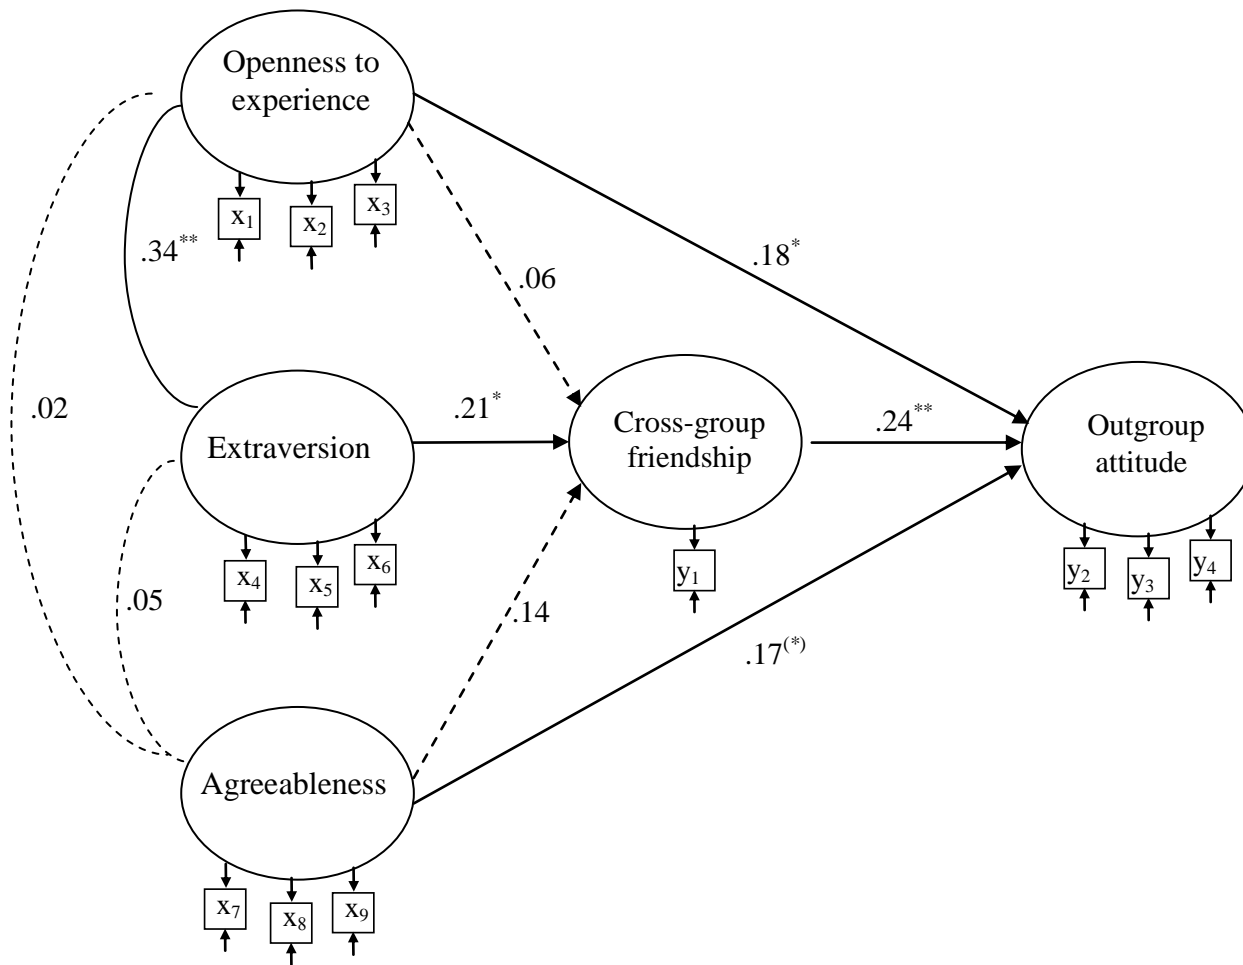 Openness to
experience
x₁
x₂
x₃
.34**
.18*
.06
.02
.21*
Extraversion
Cross-group
friendship
.24**
Outgroup
attitude
x₄
x₅
x₆
y₁
y₂
y₃
y₄
.05
.14
.17(*)
Agreeableness
x₇
x₈
x₉